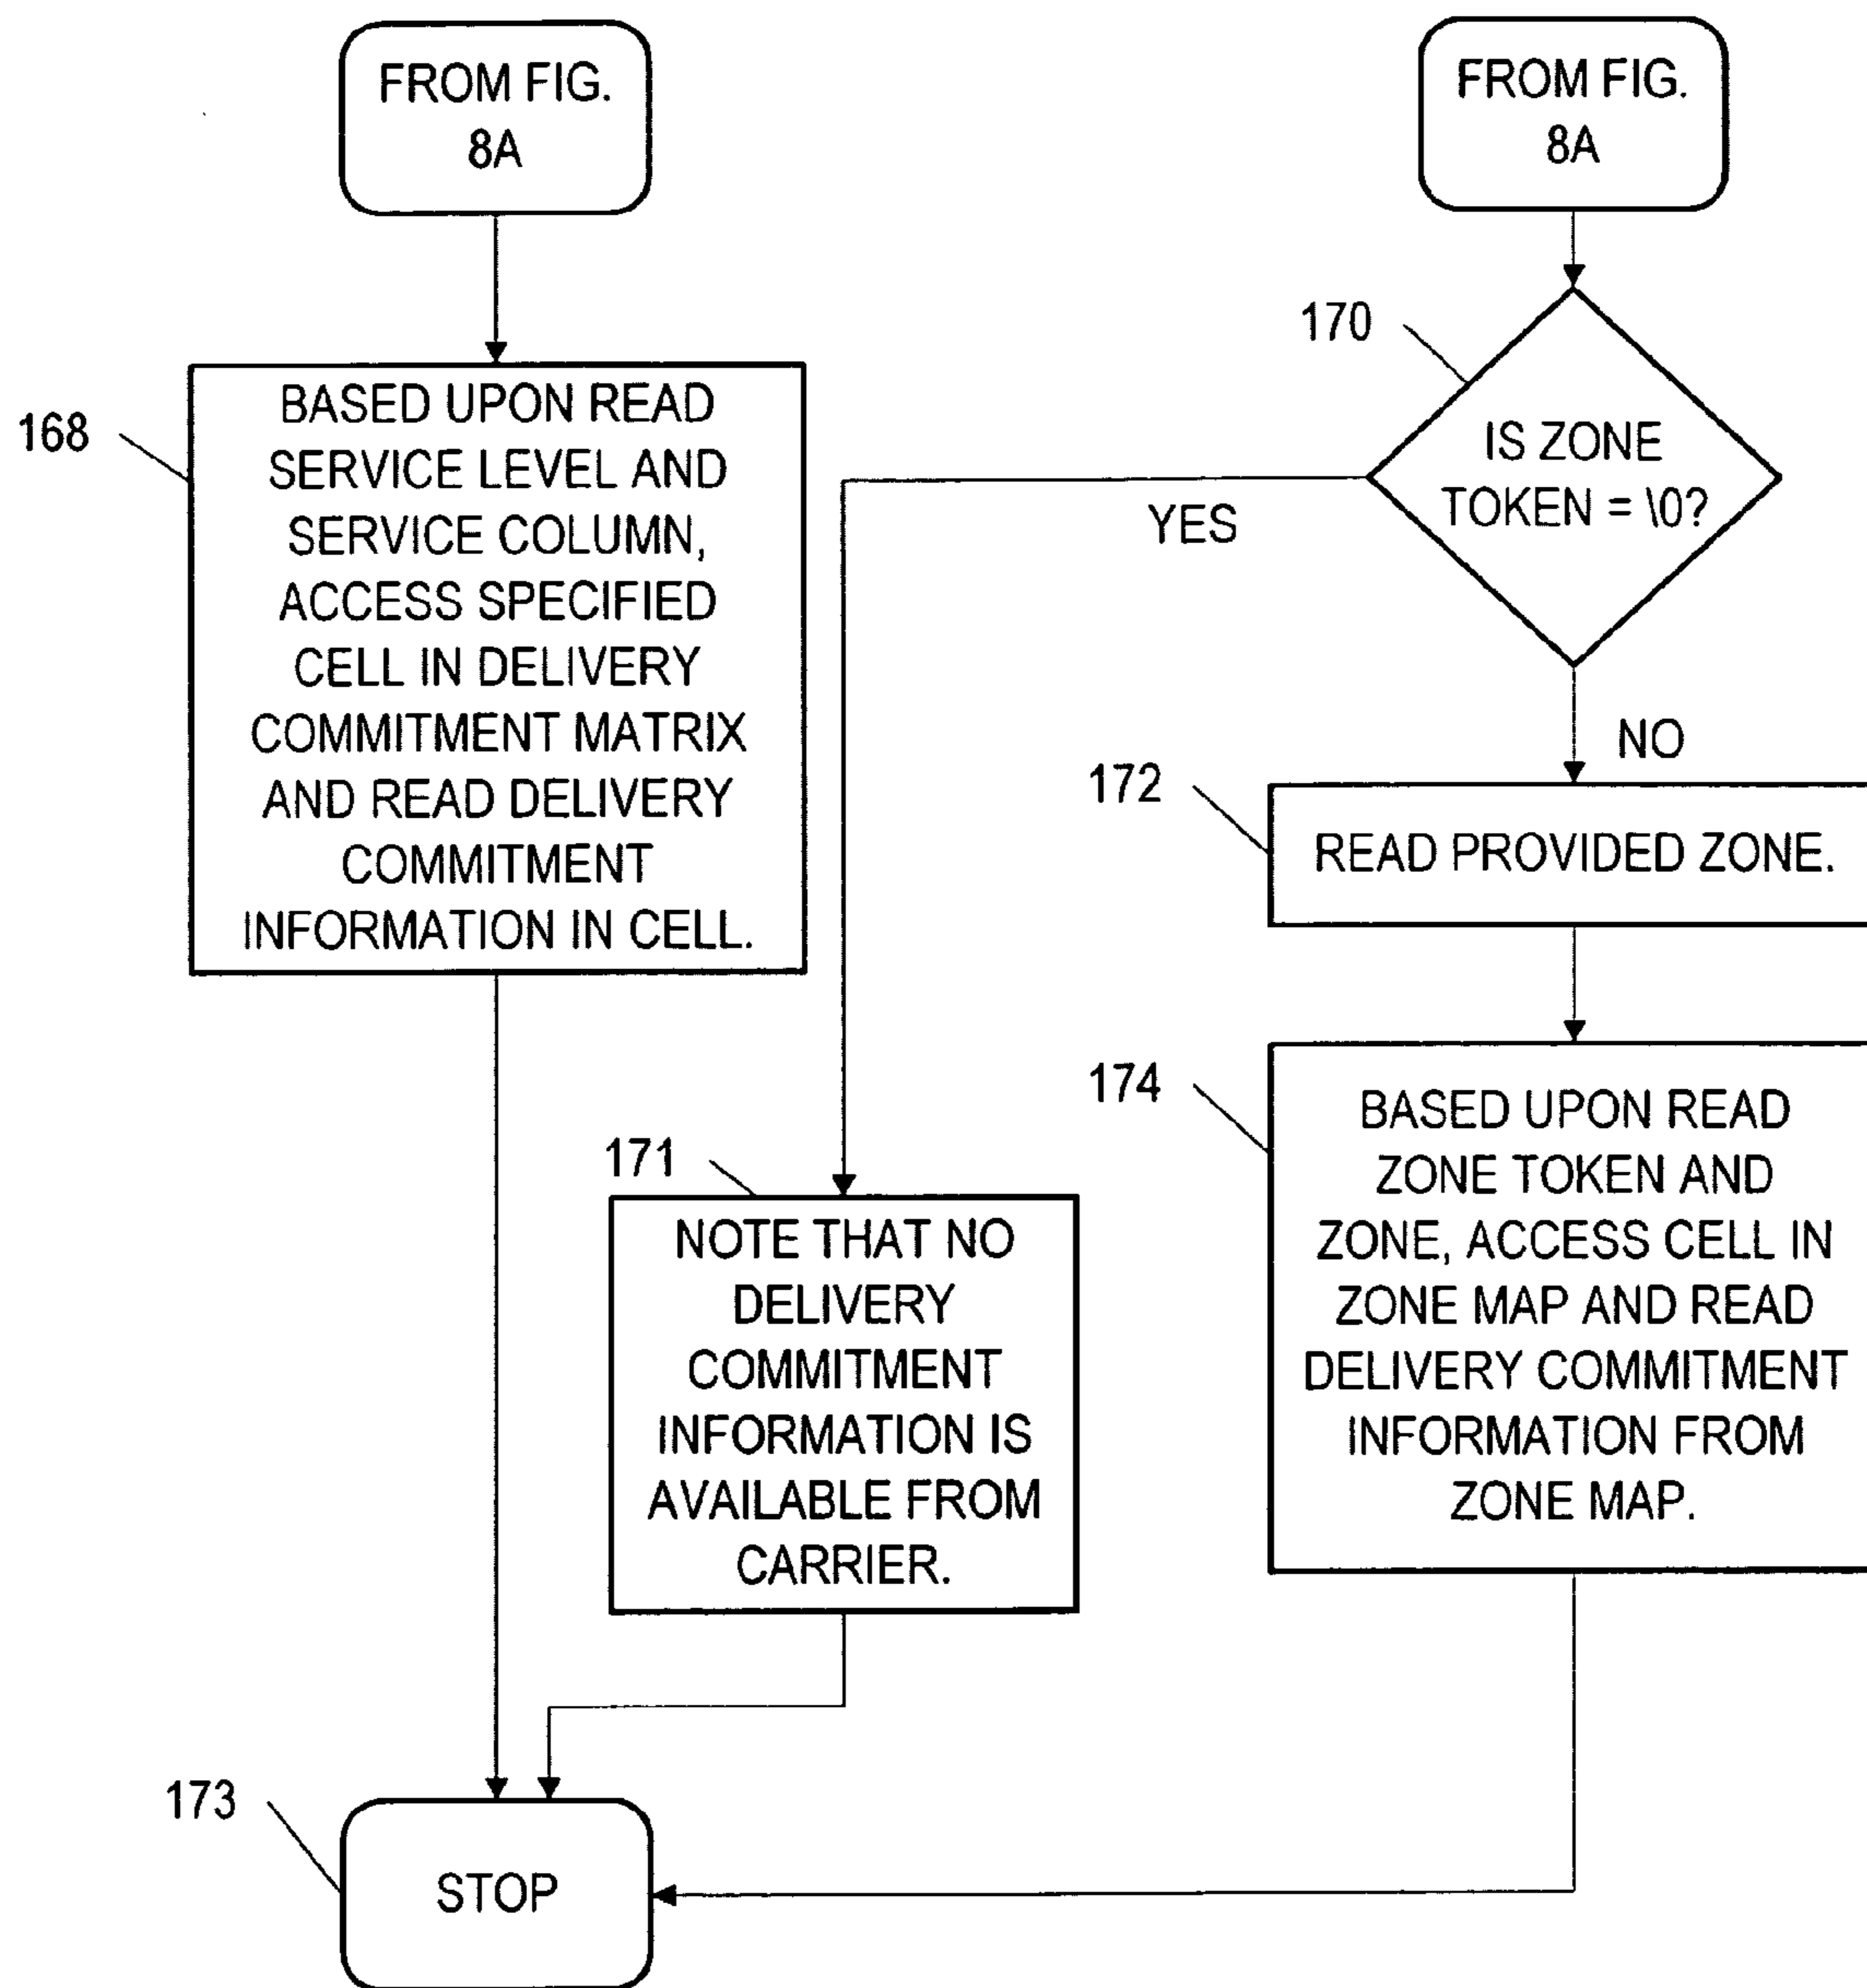 FROM FIG.
8A
168
BASED UPON READ
SERVICE LEVEL AND
SERVICE COLUMN,
ACCESS SPECIFIED
CELL IN DELIVERY
COMMITMENT MATRIX
AND READ DELIVERY
COMMITMENT
INFORMATION IN CELL.
FROM FIG.
8A
170
IS ZONE
TOKEN = \0?
YES
NO
172
READ PROVIDED ZONE.
174
BASED UPON READ
ZONE TOKEN AND
ZONE, ACCESS CELL IN
ZONE MAP AND READ
DELIVERY COMMITMENT
INFORMATION FROM
ZONE MAP.
171
NOTE THAT NO
DELIVERY
COMMITMENT
INFORMATION IS
AVAILABLE FROM
CARRIER.
173
STOP